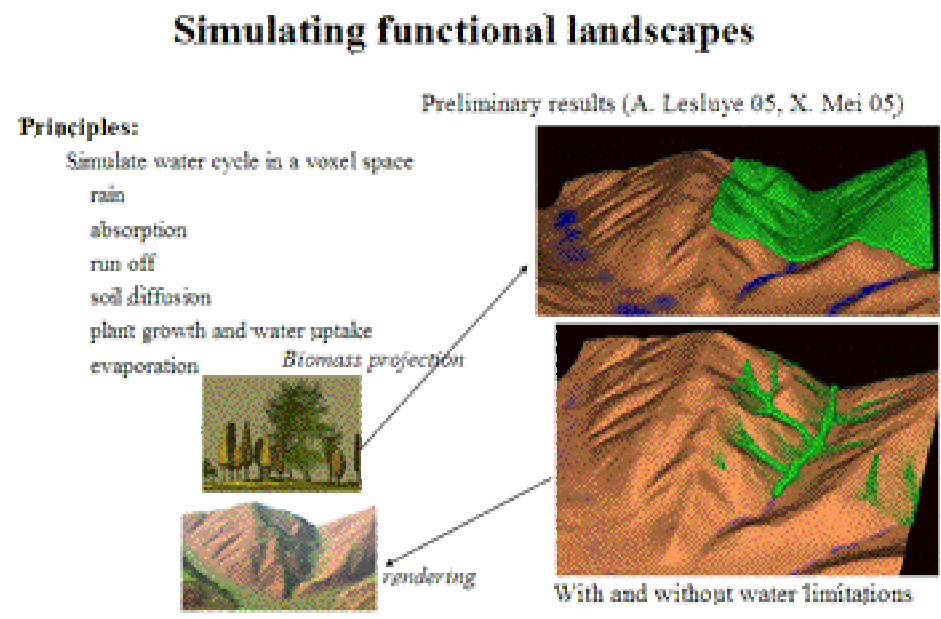 Simulating functional landscapes
Preliminary results (A. Lesluye 05, X. Mei 05)
Principles:
Simulate water cycle in a voxel space
rain
absorption
run off
soil diffusion
plant growth and water uptake
evaporation
Biomass projection
rendering
With and without water limitations